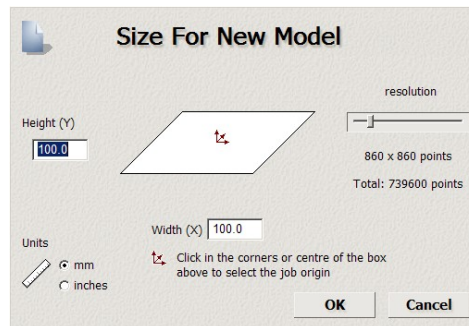 Size For New Model
resolution
Height (Y)
100.0
860 x 860 points
Total: 739600 points
Width (X) 100.0
Units
mm
inches
Click in the corners or centre of the box
above to select the job origin
OK Cancel